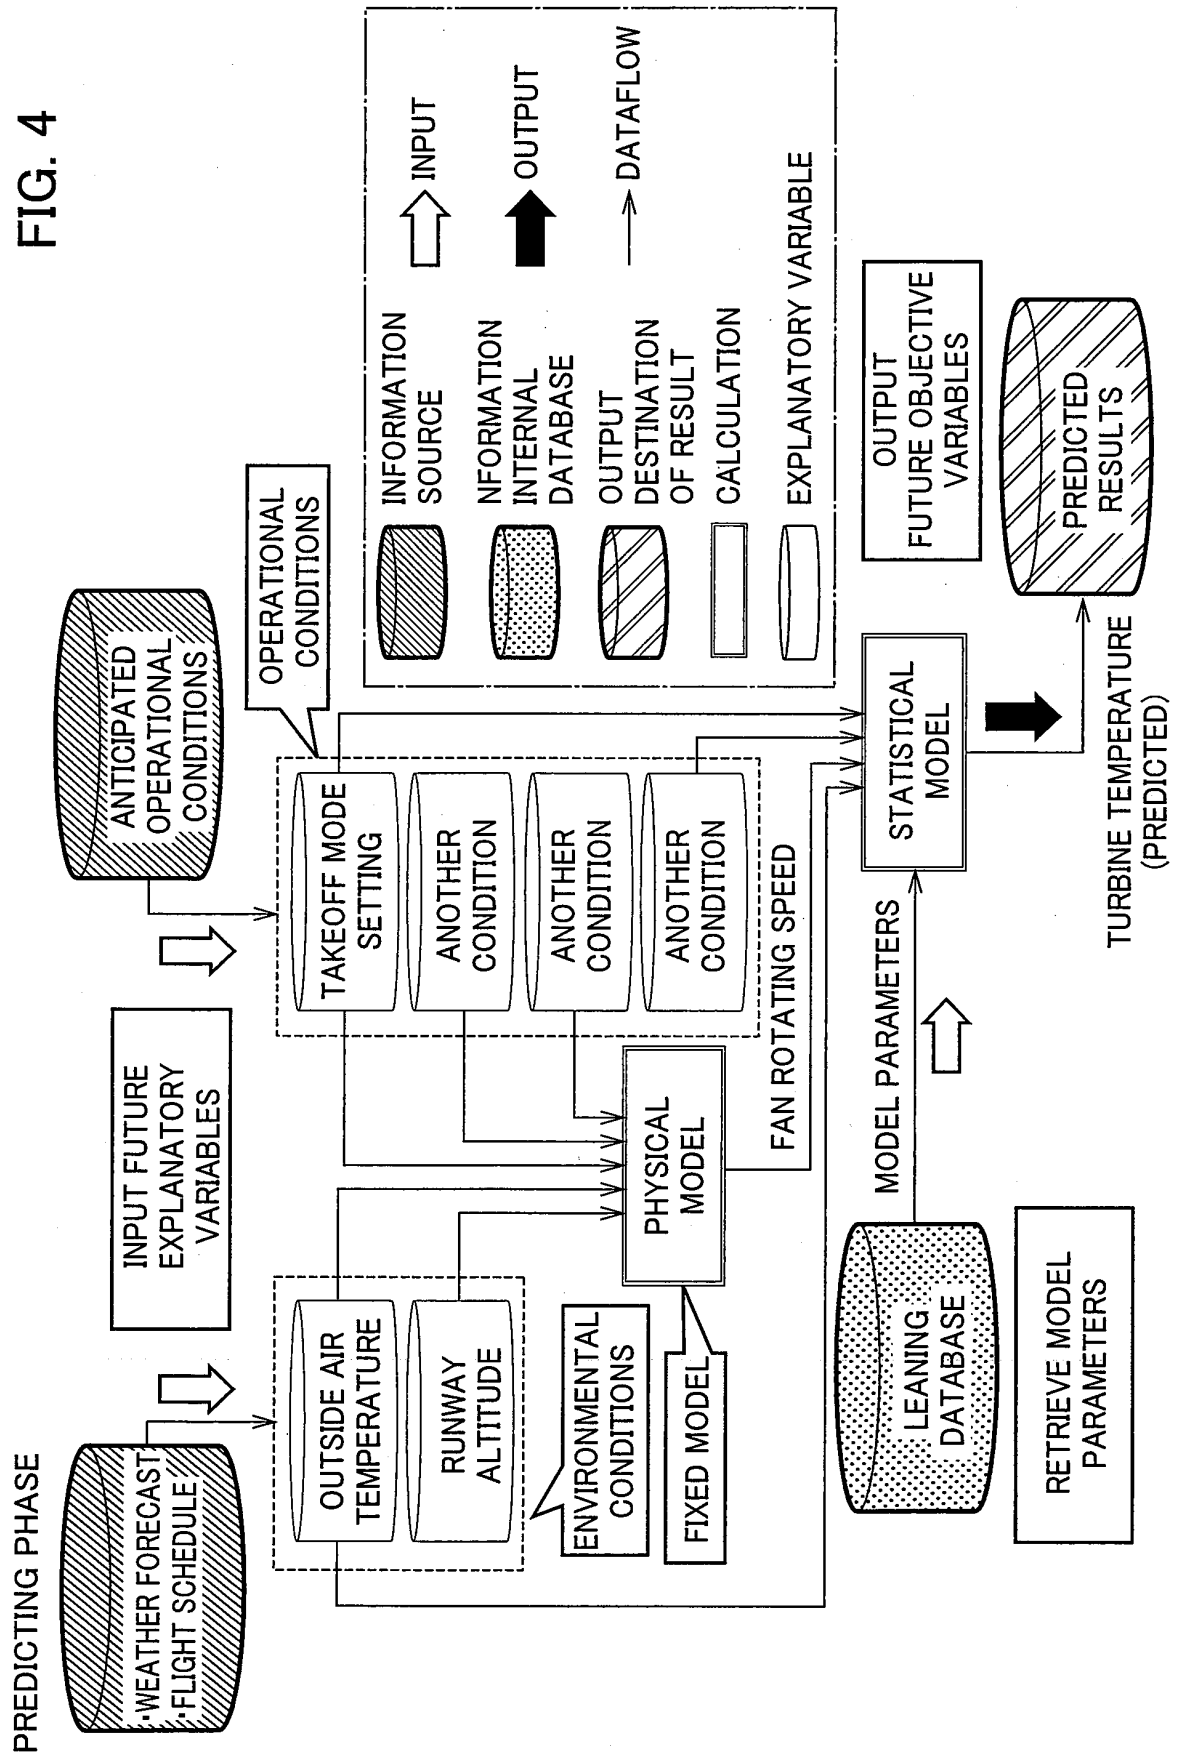 FIG. 4
PREDICTING PHASE
·WEATHER FORECAST
·FLIGHT SCHEDULE
INPUT FUTURE
EXPLANATORY
VARIABLES
ANTICIPATED
OPERATIONAL
CONDITIONS
OUTSIDE AIR
TEMPERATURE
RUNWAY
ALTITUDE
ENVIRONMENTAL
CONDITIONS
FIXED MODEL
PHYSICAL
MODEL
TAKEOFF MODE
SETTING
ANOTHER
CONDITION
ANOTHER
CONDITION
ANOTHER
CONDITION
OPERATIONAL
CONDITIONS
FAN ROTATING SPEED
LEANING
DATABASE
RETRIEVE MODEL
PARAMETERS
MODEL PARAMETERS
STATISTICAL
MODEL
TURBINE TEMPERATURE
(PREDICTED)
OUTPUT
FUTURE OBJECTIVE
VARIABLES
PREDICTED
RESULTS
INFORMATION
SOURCE
NFORMATION
INTERNAL
DATABASE
OUTPUT
DESTINATION
OF RESULT
CALCULATION
EXPLANATORY VARIABLE
INPUT
OUTPUT
DATAFLOW